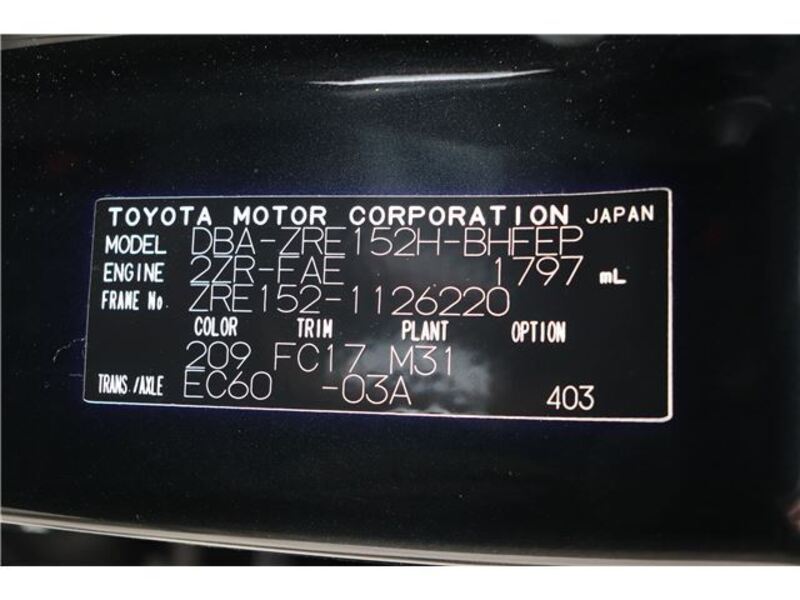 TOYOTA MOTOR CORPORATION JAPAN
MODEL DBA-ZRE152H-BHFEP
ENGINE 2ZR-FAE 1797 mL
FRAME No. ZRE152-1126220
COLOR TRIM PLANT OPTION
209 FC17 M31
TRANS./AXLE EC60 -03A 403